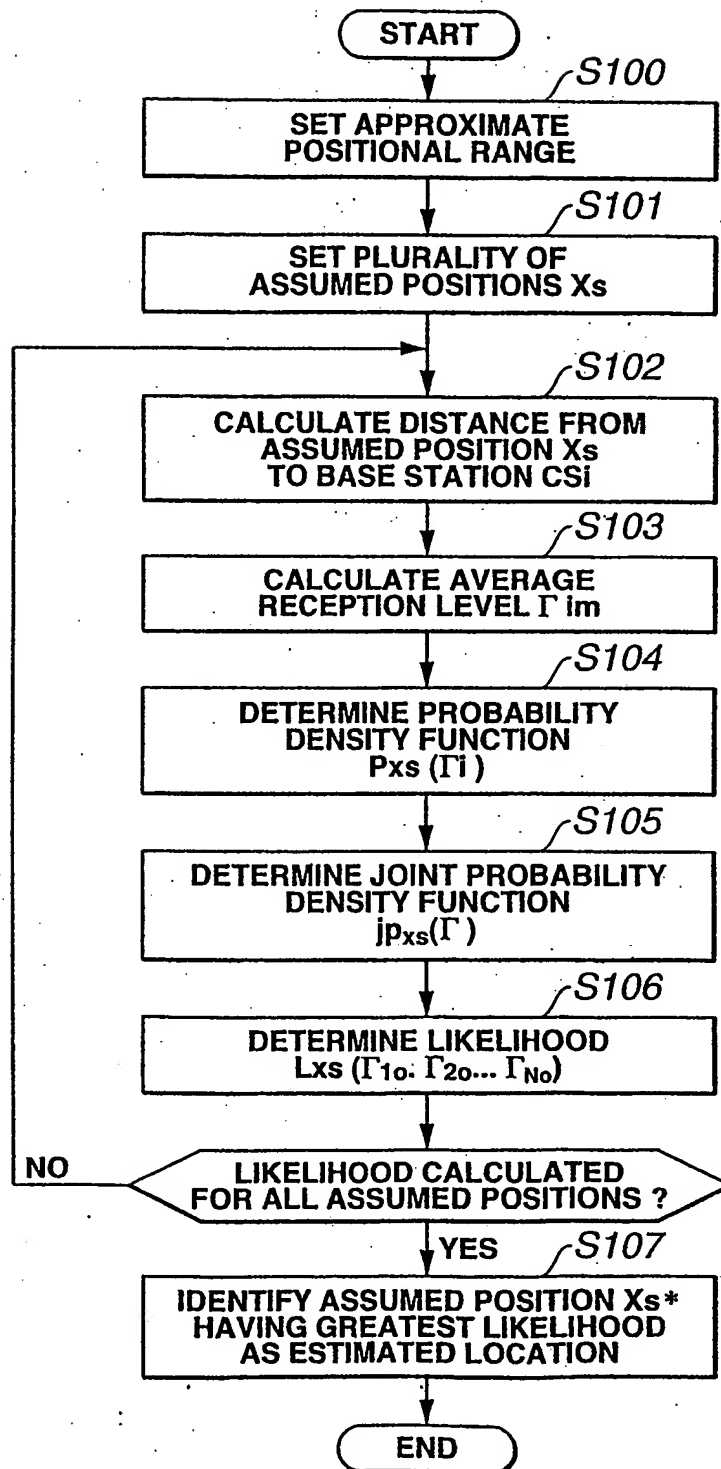 START
S100
SET APPROXIMATE
POSITIONAL RANGE
S101
SET PLURALITY OF
ASSUMED POSITIONS Xs
S102
CALCULATE DISTANCE FROM
ASSUMED POSITION Xs
TO BASE STATION CSi
S103
CALCULATE AVERAGE
RECEPTION LEVEL Γ im
S104
DETERMINE PROBABILITY
DENSITY FUNCTION
Pxs (Γi )
S105
DETERMINE JOINT PROBABILITY
DENSITY FUNCTION
jpxs(Γ )
S106
DETERMINE LIKELIHOOD
Lxs (Γ1o. Γ2o... ΓNo)
NO
LIKELIHOOD CALCULATED
FOR ALL ASSUMED POSITIONS ?
YES
S107
IDENTIFY ASSUMED POSITION Xs*
HAVING GREATEST LIKELIHOOD
AS ESTIMATED LOCATION
END